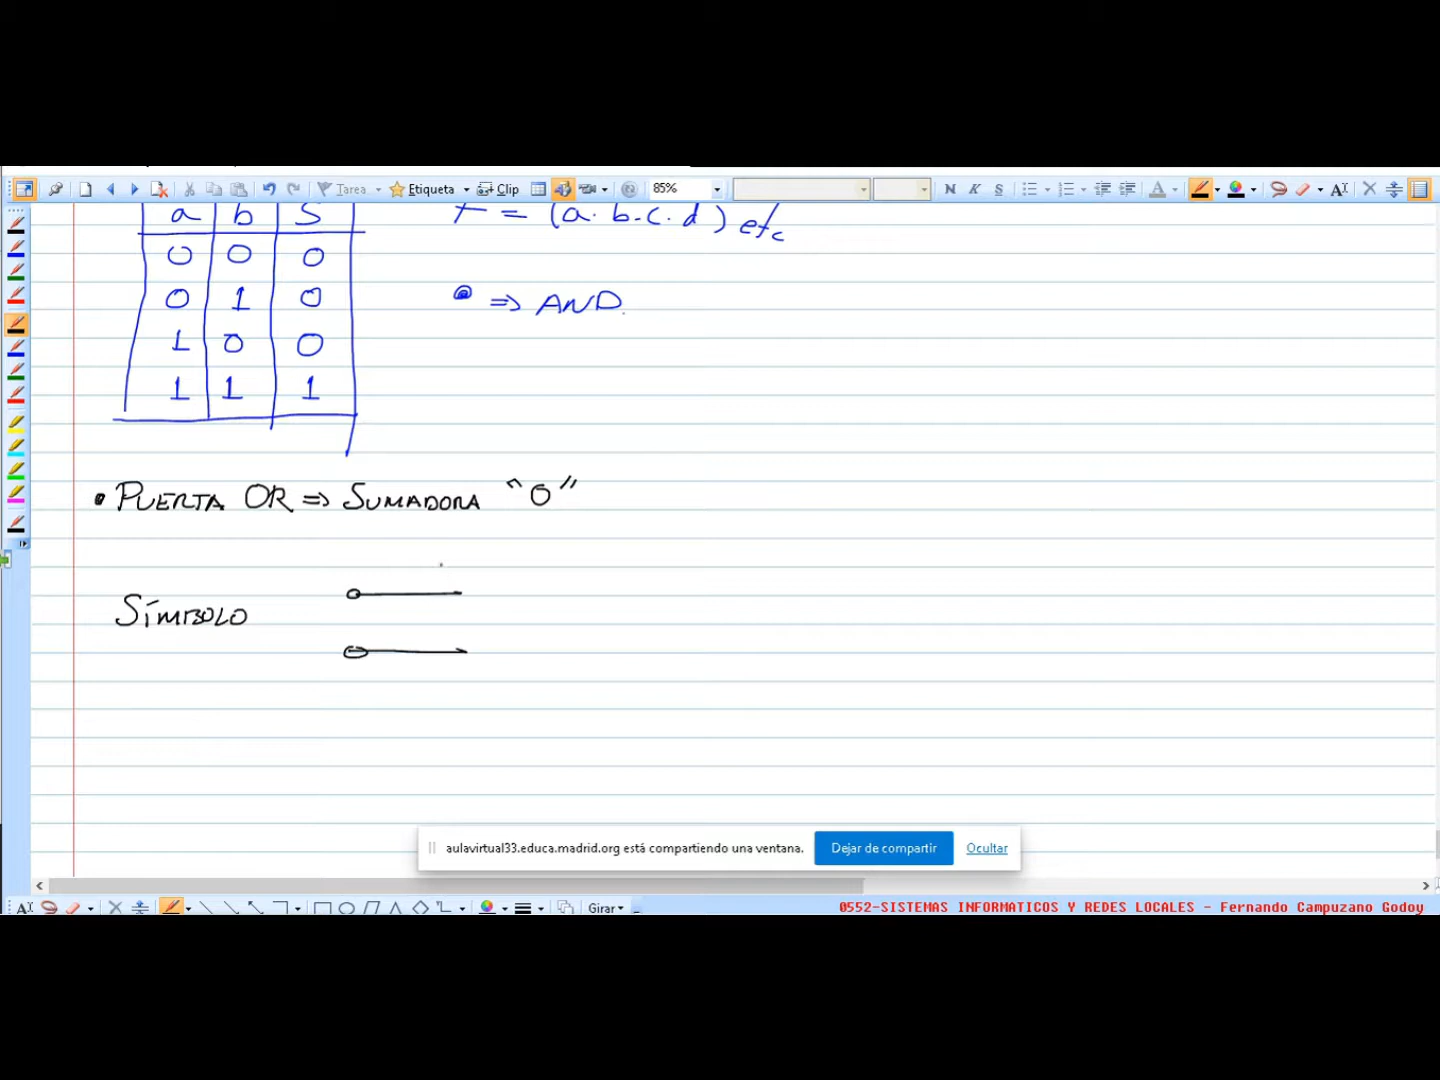 Tarea Etiqueta Clip 85% N K S A
a b S F = (a. b. c. d) etc
0 0 0
0 1 0 • => AND.
1 0 0
1 1 1
• PUERTA OR => SUMADORA "O"
SÍMBOLO
aulavirtual33.educa.madrid.org está compartiendo una ventana. Dejar de compartir Ocultar
Girar
0552-SISTEMAS INFORMATICOS Y REDES LOCALES - Fernando Campuzano Godoy